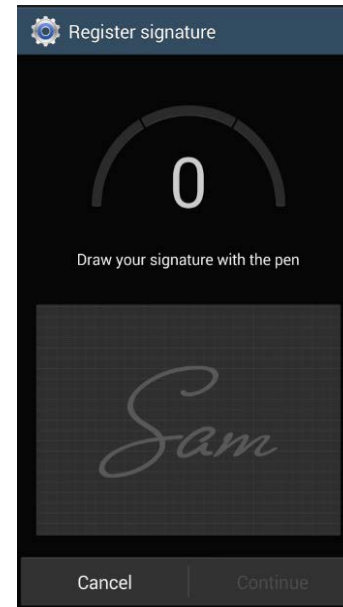 Register signature
0
Draw your signature with the pen
Sam
Cancel Continue